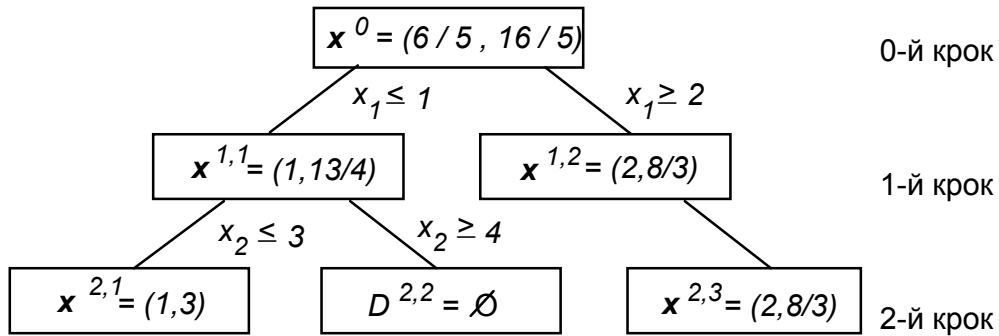 x 0 = (6 / 5 , 16 / 5)
0-й крок
x1 ≤ 1
x1 ≥ 2
x 1,1 = (1,13/4)
x 1,2 = (2,8/3)
1-й крок
x2 ≤ 3
x2 ≥ 4
x 2,1 = (1,3)
D 2,2 = Ø
x 2,3 = (2,8/3)
2-й крок